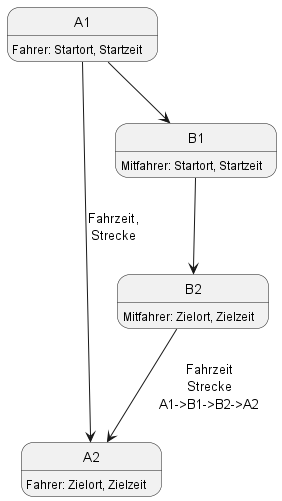 A1
Fahrer: Startort, Startzeit
B1
Mitfahrer: Startort, Startzeit
Fahrzeit,
Strecke
B2
Mitfahrer: Zielort, Zielzeit
Fahrzeit
Strecke
A1->B1->B2->A2
A2
Fahrer: Zielort, Zielzeit